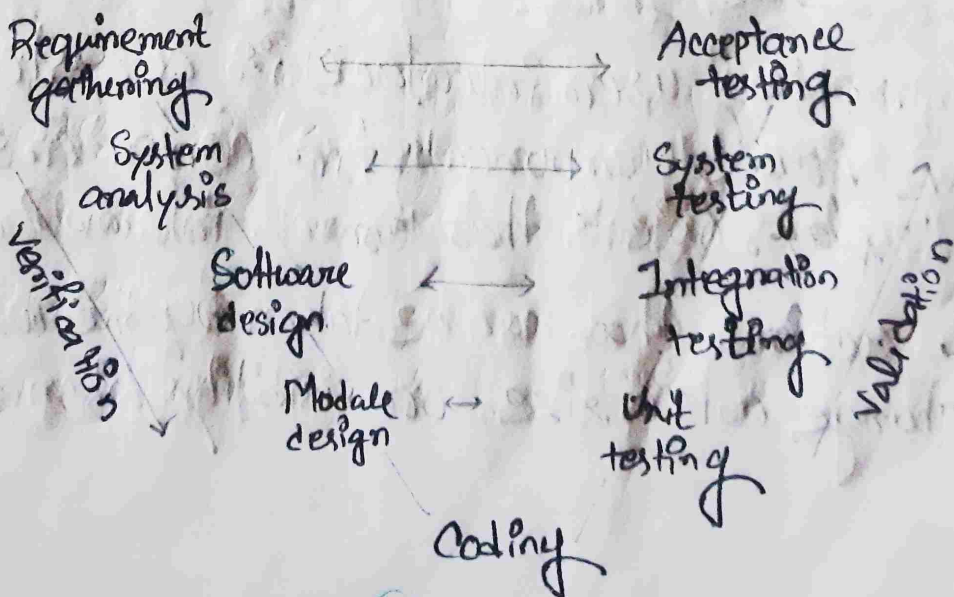 Requirement
gathering
Acceptance
testing
System
analysis
System
testing
Verification
Software
design
Integration
testing
Validation
Module
design
Unit
testing
Coding